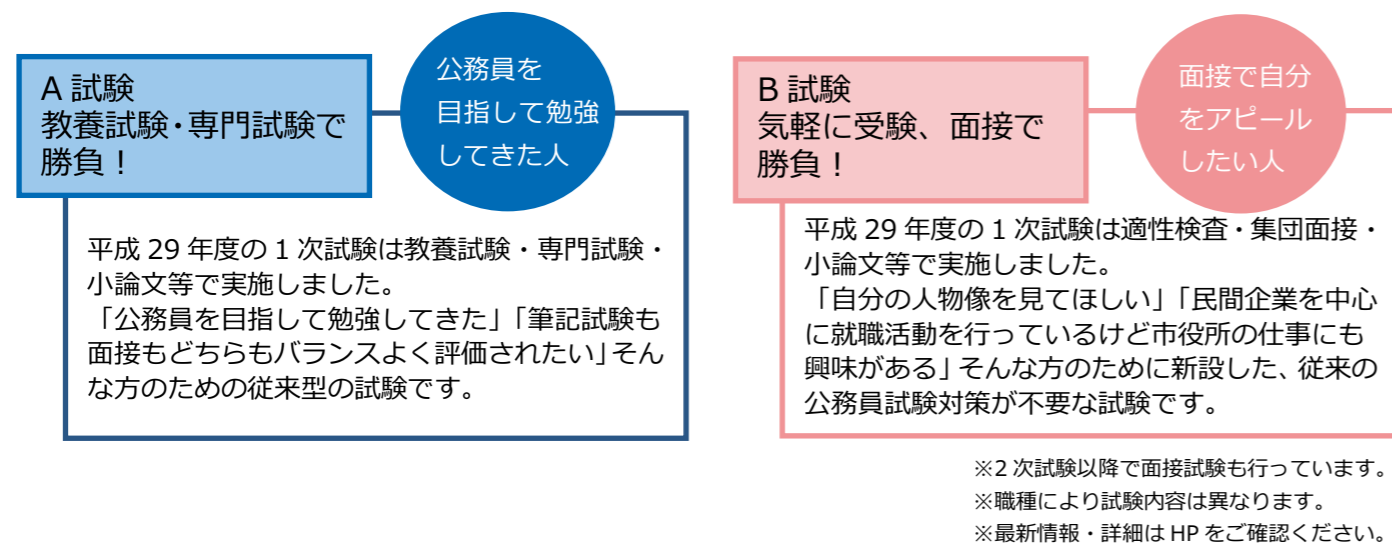 A 試験
教養試験・専門試験で
勝負！
公務員を
目指して勉強
してきた人
平成 29 年度の 1 次試験は教養試験・専門試験・
小論文等で実施しました。
「公務員を目指して勉強してきた」「筆記試験も
面接もどちらもバランスよく評価されたい」そん
な方のための従来型の試験です。
B 試験
気軽に受験、面接で
勝負！
面接で自分
をアピール
したい人
平成 29 年度の 1 次試験は適性検査・集団面接・
小論文等で実施しました。
「自分の人物像を見てほしい」「民間企業を中心
に就職活動を行っているけど市役所の仕事にも
興味がある」そんな方のために新設した、従来の
公務員試験対策が不要な試験です。
※2 次試験以降で面接試験も行っています。
※職種により試験内容は異なります。
※最新情報・詳細は HP をご確認ください。